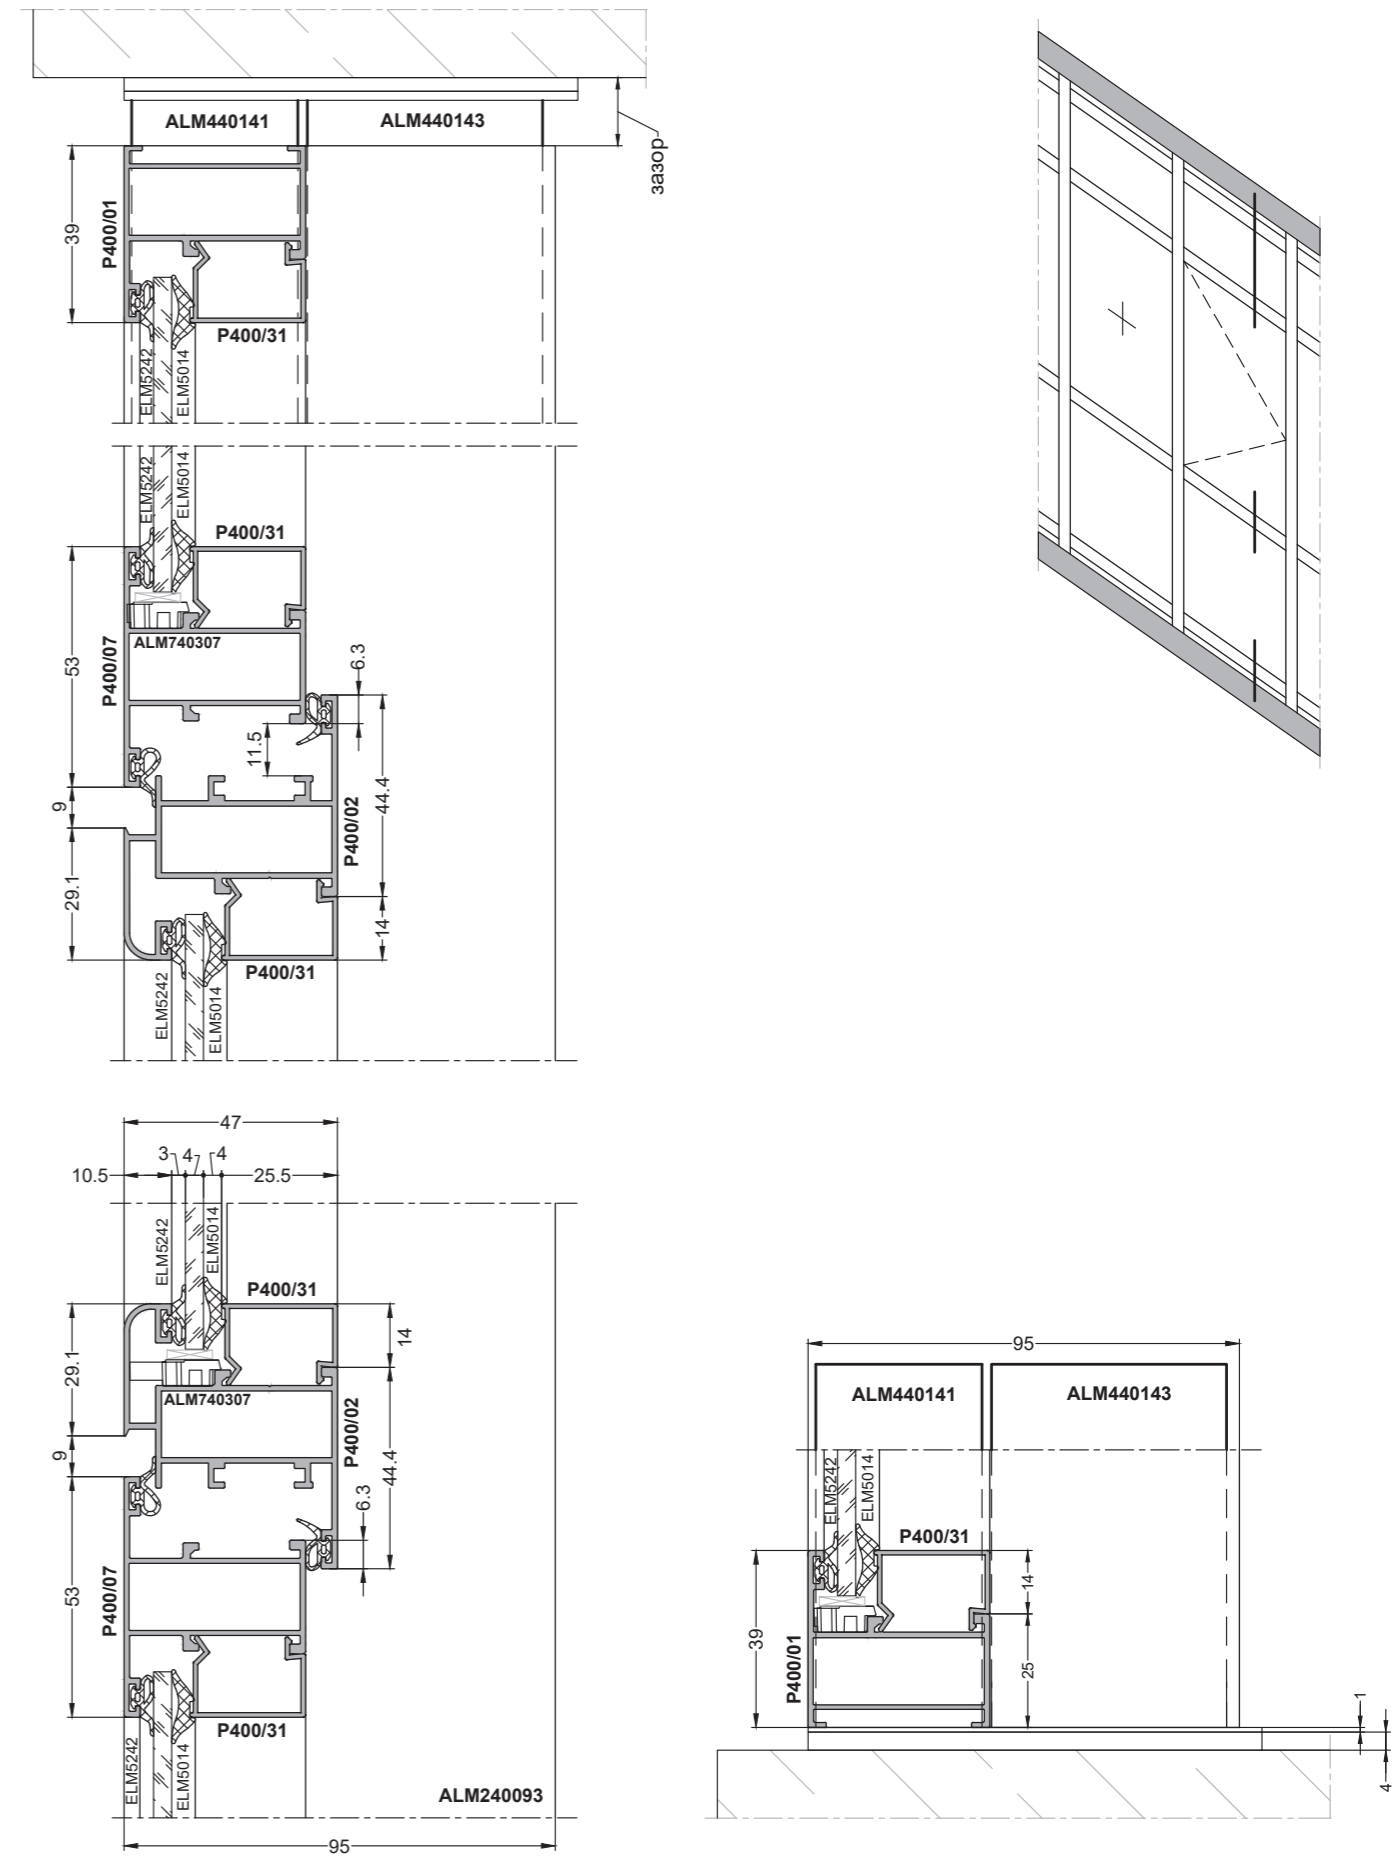 ALM440141
ALM440143
зазор
39
P400/01
P400/31
ELM5242
ELM5014
ELM5242
ELM5014
P400/31
53
P400/07
ALM740307
6.3
11.5
44.4
9
P400/02
29.1
14
P400/31
ELM5242
ELM5014
47
3
4
4
10.5
25.5
ELM5242
ELM5014
P400/31
29.1
14
ALM740307
P400/02
9
44.4
6.3
53
P400/07
P400/31
ELM5242
ELM5014
ALM240093
95
95
ALM440141
ALM440143
ELM5242
ELM5014
P400/31
39
14
P400/01
25
1
4